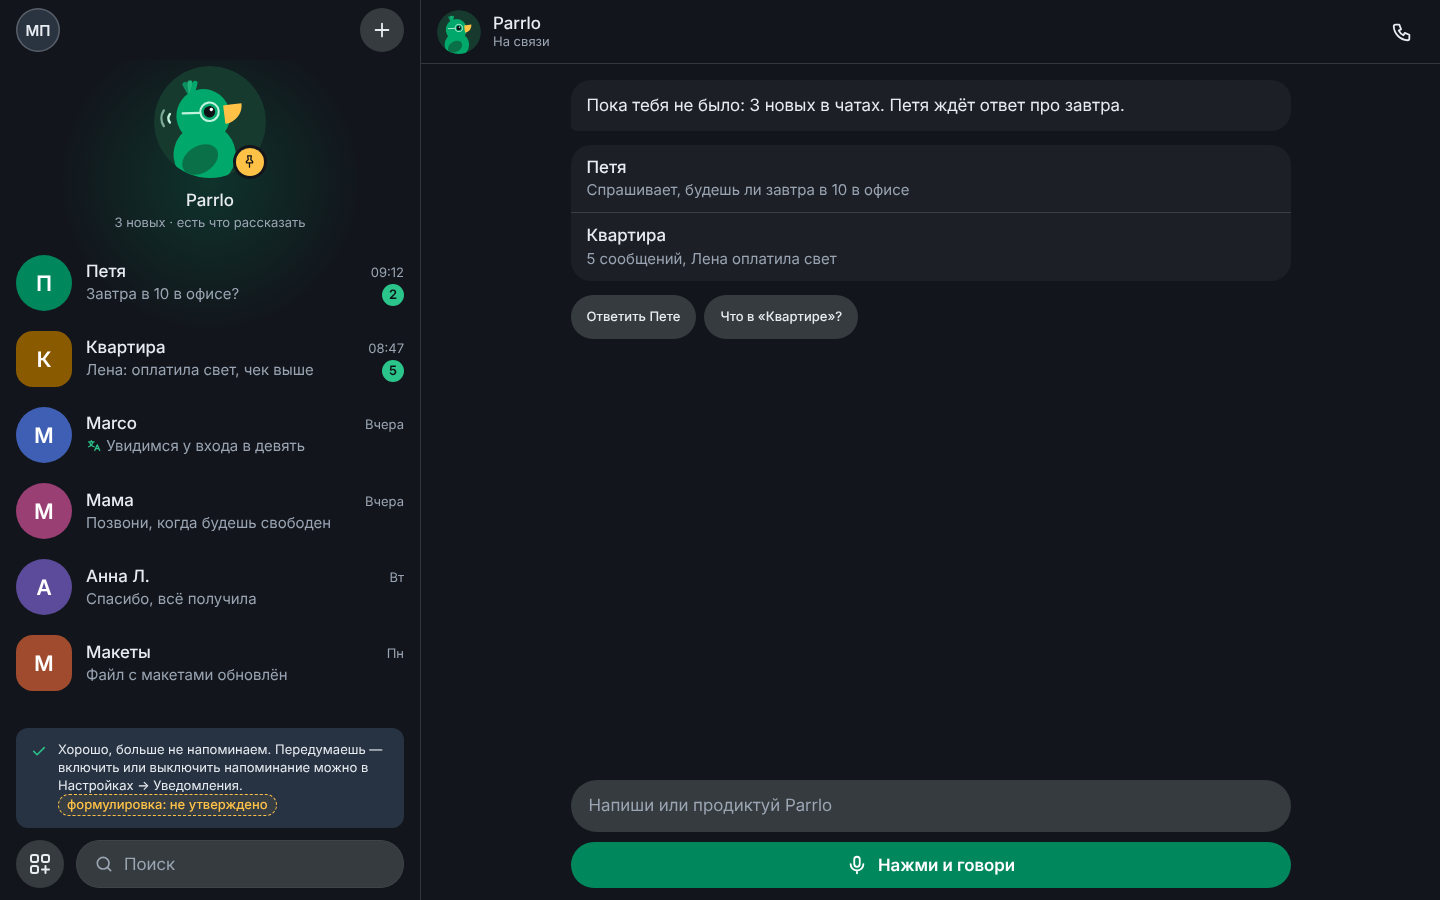 МП
Parrlo
3 новых · есть что рассказать
П
Петя
09:12
Завтра в 10 в офисе?
2
К
Квартира
08:47
Лена: оплатила свет, чек выше
5
M
Marco
Вчера
Увидимся у входа в девять
М
Мама
Вчера
Позвони, когда будешь свободен
А
Анна Л.
Вт
Спасибо, всё получила
М
Макеты
Пн
Файл с макетами обновлён
Хорошо, больше не напоминаем. Передумаешь —
включить или выключить напоминание можно в
Настройках → Уведомления.
формулировка: не утверждено
Поиск
Parrlo
На связи
Пока тебя не было: 3 новых в чатах. Петя ждёт ответ про завтра.
Петя
Спрашивает, будешь ли завтра в 10 в офисе
Квартира
5 сообщений, Лена оплатила свет
Ответить Пете
Что в «Квартире»?
Напиши или продиктуй Parrlo
Нажми и говори